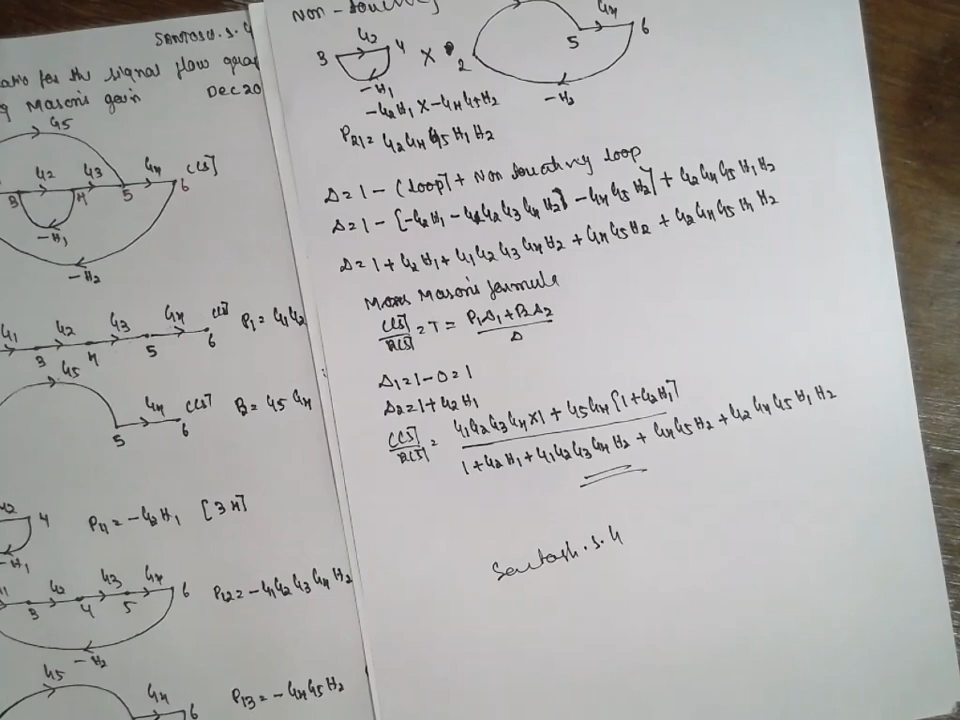 SANTOSH.S.G
ratio for the signal flow grap
g Mason's gain Dec 20
G5
G2 G3 G4 C(S)
3 4 5 6
-H1
-H2
G1 G2 G3 G4 C(S) P1 = G1G2
3 4 5 6
G5
G4 C(S) P2 = G5 G4
5 6
G2 4 P11 = -G2H1 [3 4]
-H1
G2 G3 G4 6 P12 = -G1G2G3G4H2
3 4 5
-H2
G5 G4 6 P13 = -G4G5H2
Non-touching
3 G2 4 X 2 5 G4 6
-H1 -H2
-G2H1 X -G4G5H2
P21 = G2G4G5H1H2
Δ = 1 - (loop] + Non touching loop
Δ = 1 - [-G2H1 - G1G2G3G4H2 - G4G5H2] + G2G4G5H1H2
Δ = 1 + G2H1 + G1G2G3G4H2 + G4G5H2 + G2G4G5H1H2
Mason's formula
C(S)/R(S) = T = P1Δ1 + P2Δ2 / Δ
Δ1 = 1 - 0 = 1
Δ2 = 1 + G2H1
C(S)/R(S) = G1G2G3G4 x 1 + G5G4 [1 + G2H1] / 1 + G2H1 + G1G2G3G4H2 + G4G5H2 + G2G4G5H1H2
Santosh.S.G